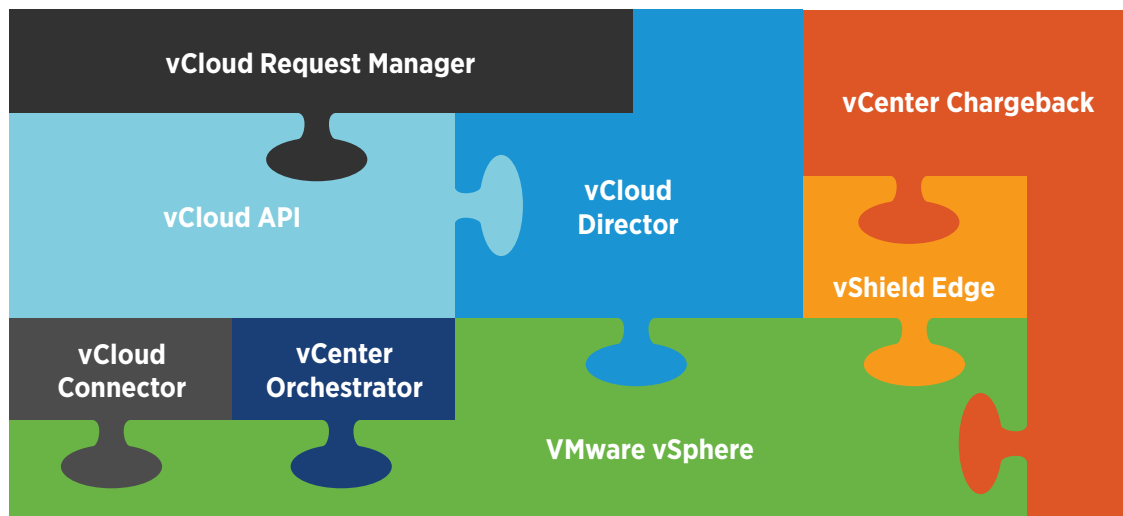 vCloud Request Manager
vCenter Chargeback
vCloud API
vCloud
Director
vShield Edge
vCloud
Connector
vCenter
Orchestrator
VMware vSphere